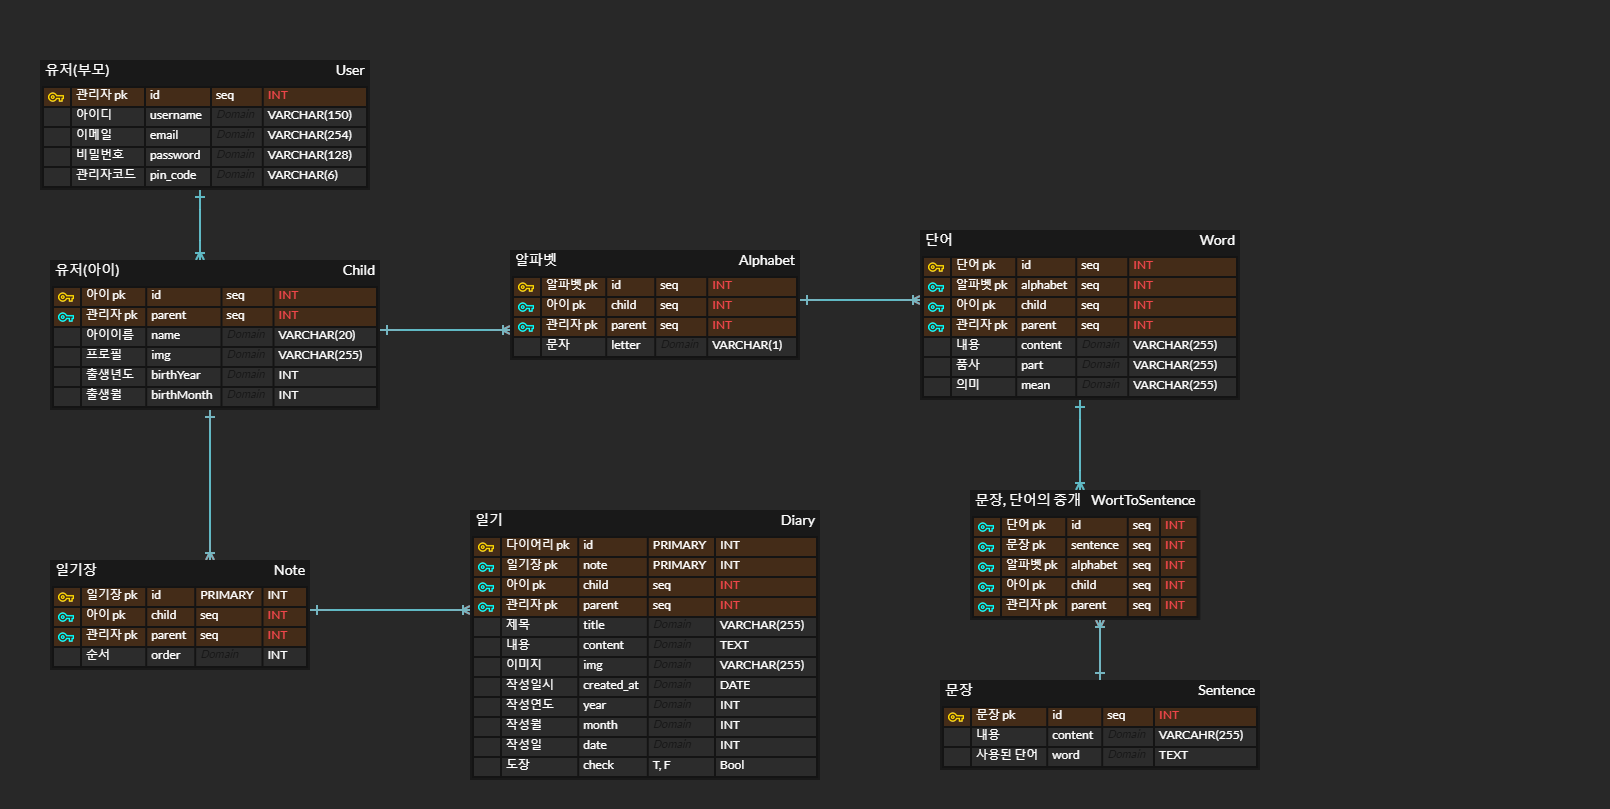 유저(부모) User
관리자 pk id seq INT
아이디 username Domain VARCHAR(150)
이메일 email Domain VARCHAR(254)
비밀번호 password Domain VARCHAR(128)
관리자코드 pin_code Domain VARCHAR(6)
유저(아이) Child
아이 pk id seq INT
관리자 pk parent seq INT
아이이름 name Domain VARCHAR(20)
프로필 img Domain VARCHAR(255)
출생년도 birthYear Domain INT
출생월 birthMonth Domain INT
알파벳 Alphabet
알파벳 pk id seq INT
아이 pk child seq INT
관리자 pk parent seq INT
문자 letter Domain VARCHAR(1)
단어 Word
단어 pk id seq INT
알파벳 pk alphabet seq INT
아이 pk child seq INT
관리자 pk parent seq INT
내용 content Domain VARCHAR(255)
품사 part Domain VARCHAR(255)
의미 mean Domain VARCHAR(255)
문장, 단어의 중개 WortToSentence
단어 pk id seq INT
문장 pk sentence seq INT
알파벳 pk alphabet seq INT
아이 pk child seq INT
관리자 pk parent seq INT
일기장 Note
일기장 pk id PRIMARY INT
아이 pk child seq INT
관리자 pk parent seq INT
순서 order Domain INT
일기 Diary
다이어리 pk id PRIMARY INT
일기장 pk note PRIMARY INT
아이 pk child seq INT
관리자 pk parent seq INT
제목 title Domain VARCHAR(255)
내용 content Domain TEXT
이미지 img Domain VARCHAR(255)
작성일시 created_at Domain DATE
작성연도 year Domain INT
작성월 month Domain INT
작성일 date Domain INT
도장 check T, F Bool
문장 Sentence
문장 pk id seq INT
내용 content Domain VARCAHR(255)
사용된 단어 word Domain TEXT